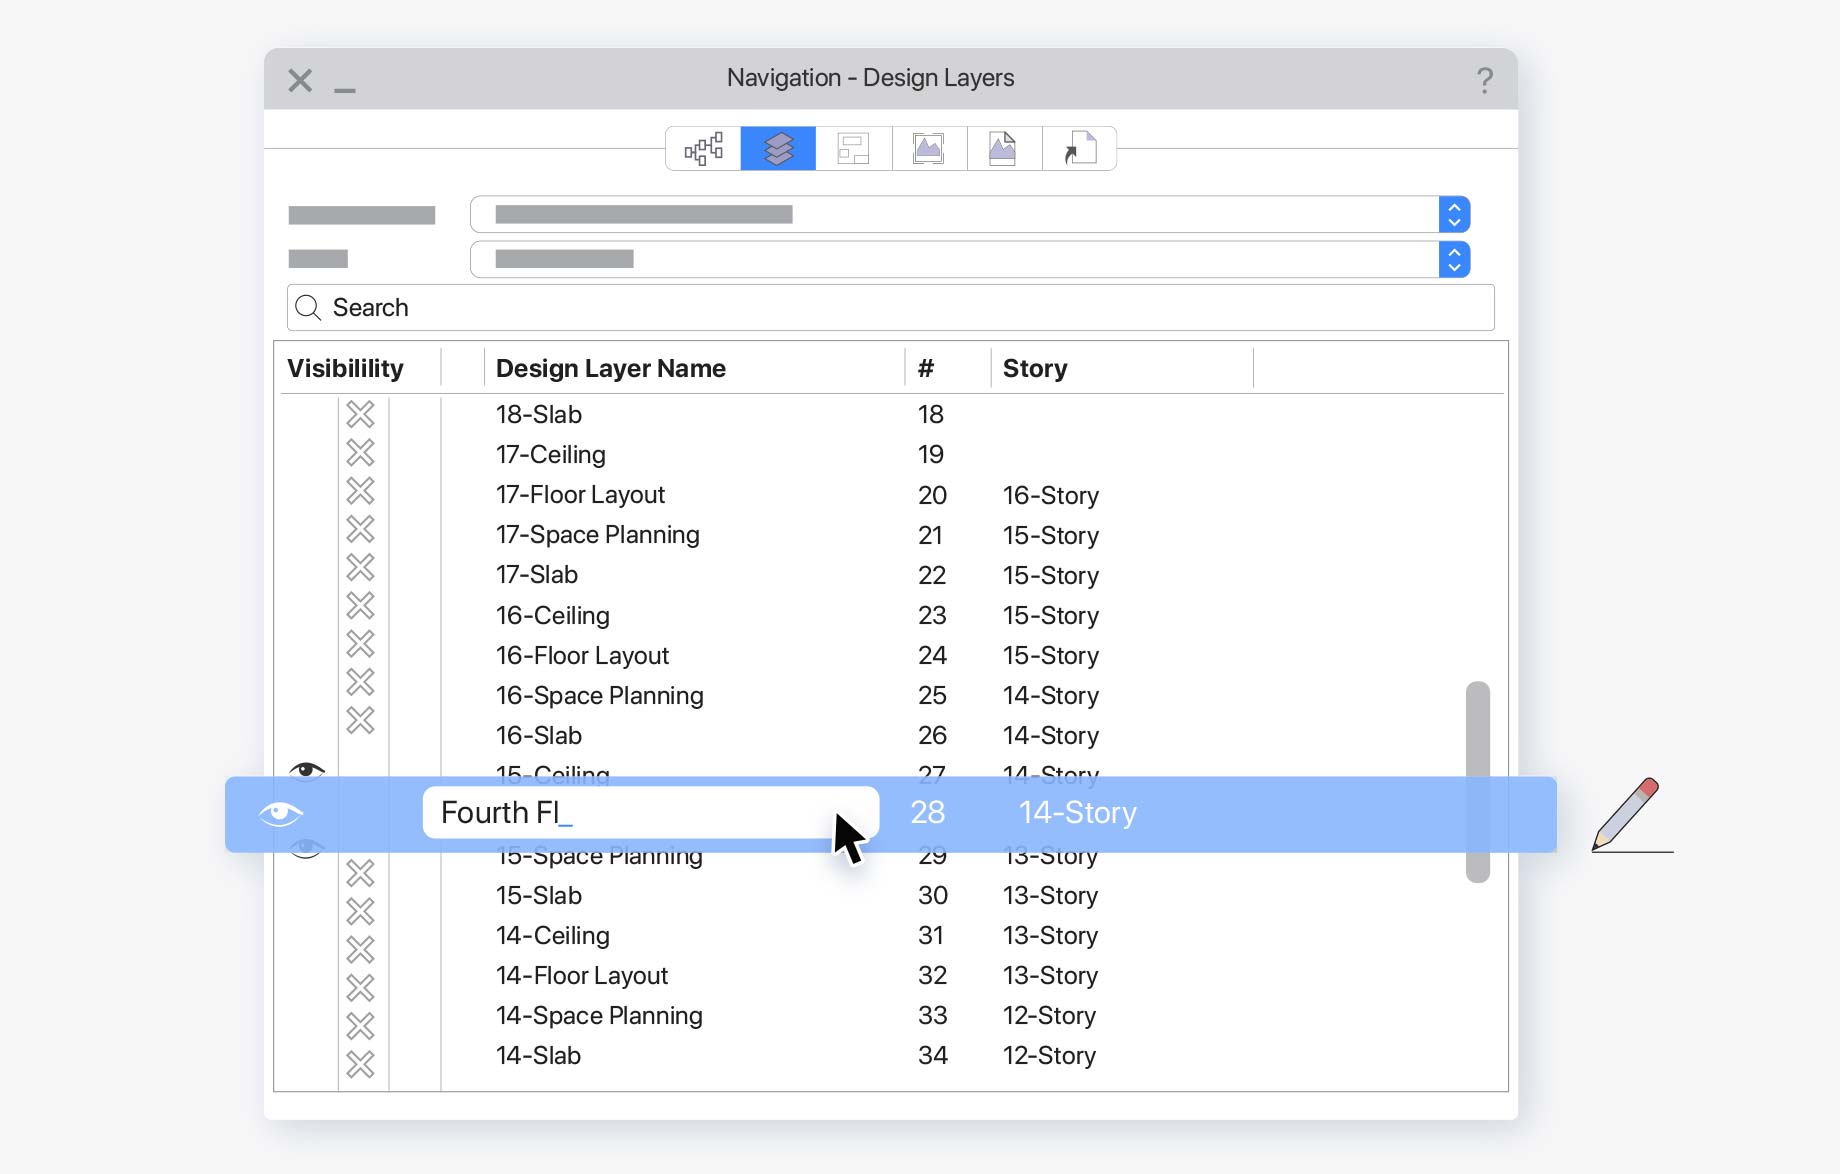 Navigation - Design Layers ?
Search
Visibilility Design Layer Name # Story
18-Slab 18
17-Ceiling 19
17-Floor Layout 20 16-Story
17-Space Planning 21 15-Story
17-Slab 22 15-Story
16-Ceiling 23 15-Story
16-Floor Layout 24 15-Story
16-Space Planning 25 14-Story
16-Slab 26 14-Story
15-Ceiling 27 14-Story
Fourth Fl_ 28 14-Story
15-Space Planning 29 13-Story
15-Slab 30 13-Story
14-Ceiling 31 13-Story
14-Floor Layout 32 13-Story
14-Space Planning 33 12-Story
14-Slab 34 12-Story